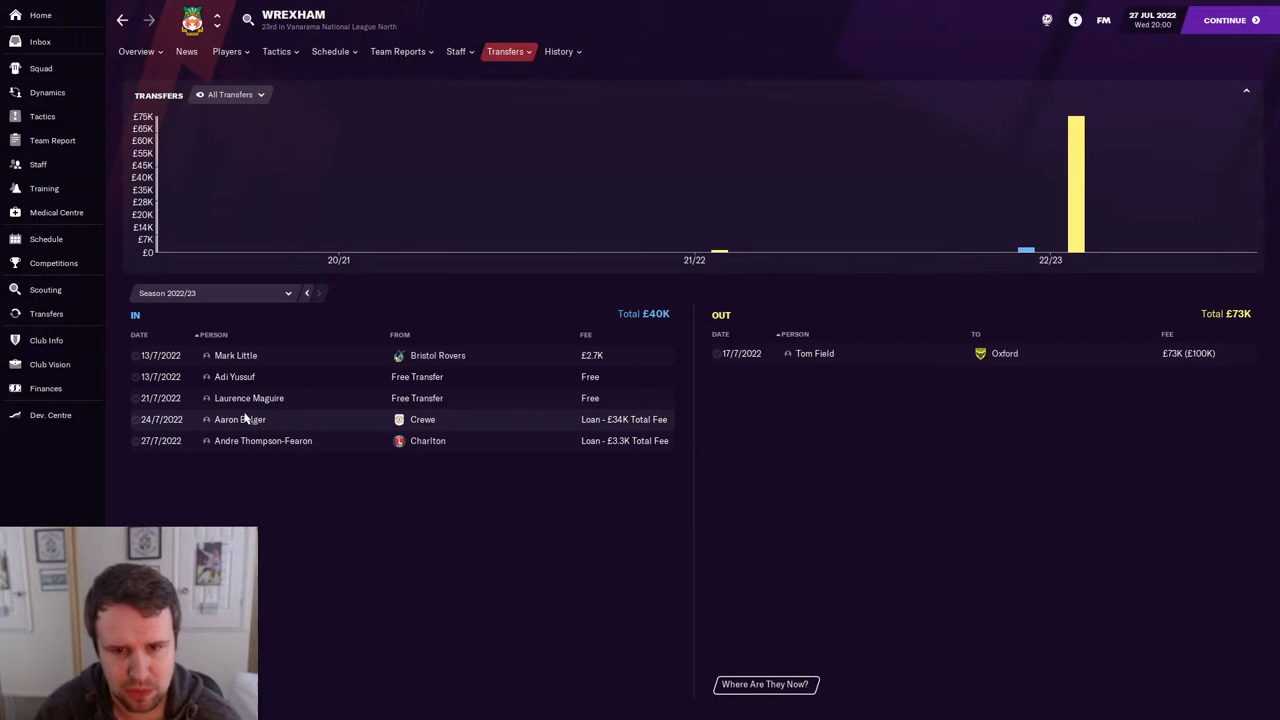 Home
WREXHAM
23rd in Vanarama National League North
FM
27 JUL 2022
Wed 20:00
CONTINUE
Inbox
Overview
News
Players
Tactics
Schedule
Team Reports
Staff
Transfers
History
Squad
Dynamics
Tactics
Team Report
Staff
Training
Medical Centre
Schedule
Competitions
Scouting
Transfers
Club Info
Club Vision
Finances
Dev. Centre
TRANSFERS
All Transfers
£75K
£65K
£60K
£55K
£45K
£40K
£35K
£28K
£20K
£14K
£7K
£0
20/21
21/22
22/23
Season 2022/23
IN
Total £40K
DATE PERSON FROM FEE
13/7/2022 Mark Little Bristol Rovers £2.7K
13/7/2022 Adi Yussuf Free Transfer Free
21/7/2022 Laurence Maguire Free Transfer Free
24/7/2022 Aaron Crewe Loan - £34K Total Fee
27/7/2022 Andre Thompson-Fearon Charlton Loan - £3.3K Total Fee
OUT
Total £73K
DATE PERSON TO FEE
17/7/2022 Tom Field Oxford £73K (£100K)
Where Are They Now?